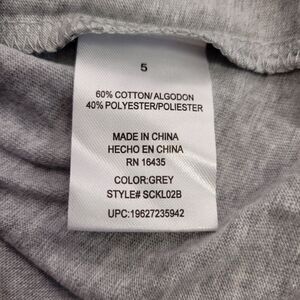 5
60% COTTON/ALGODON
40% POLYESTER/POLIESTER
MADE IN CHINA
HECHO EN CHINA
RN 16435
COLOR:GREY
STYLE# SCKL02B
UPC:19627235942